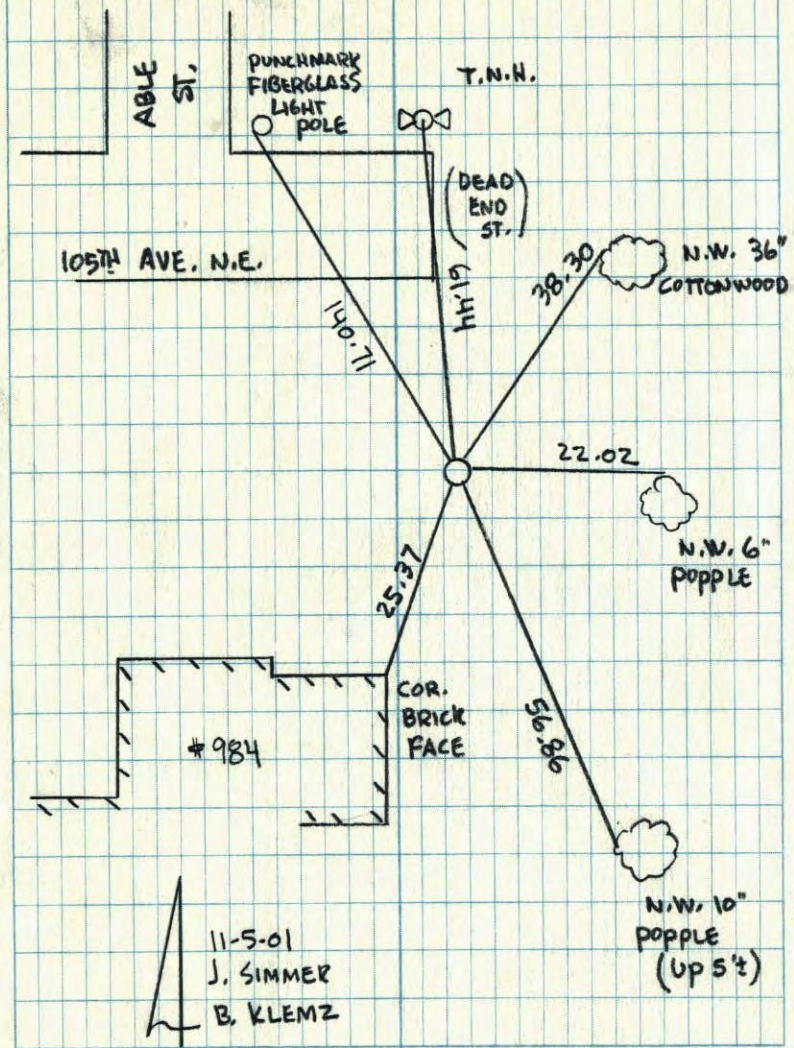 ABLE
ST.
PUNCHMARK
FIBERGLASS
LIGHT
POLE
T.N.H.
(DEAD
END
ST.)
105TH AVE. N.E.
140.71
61.44
38.30
N.W. 36"
COTTONWOOD
22.02
N.W. 6"
POPPLE
25.37
COR.
BRICK
FACE
#984
56.86
N.W. 10"
POPPLE
(UP 5'±)
11-5-01
J. SIMMER
B. KLEMZ